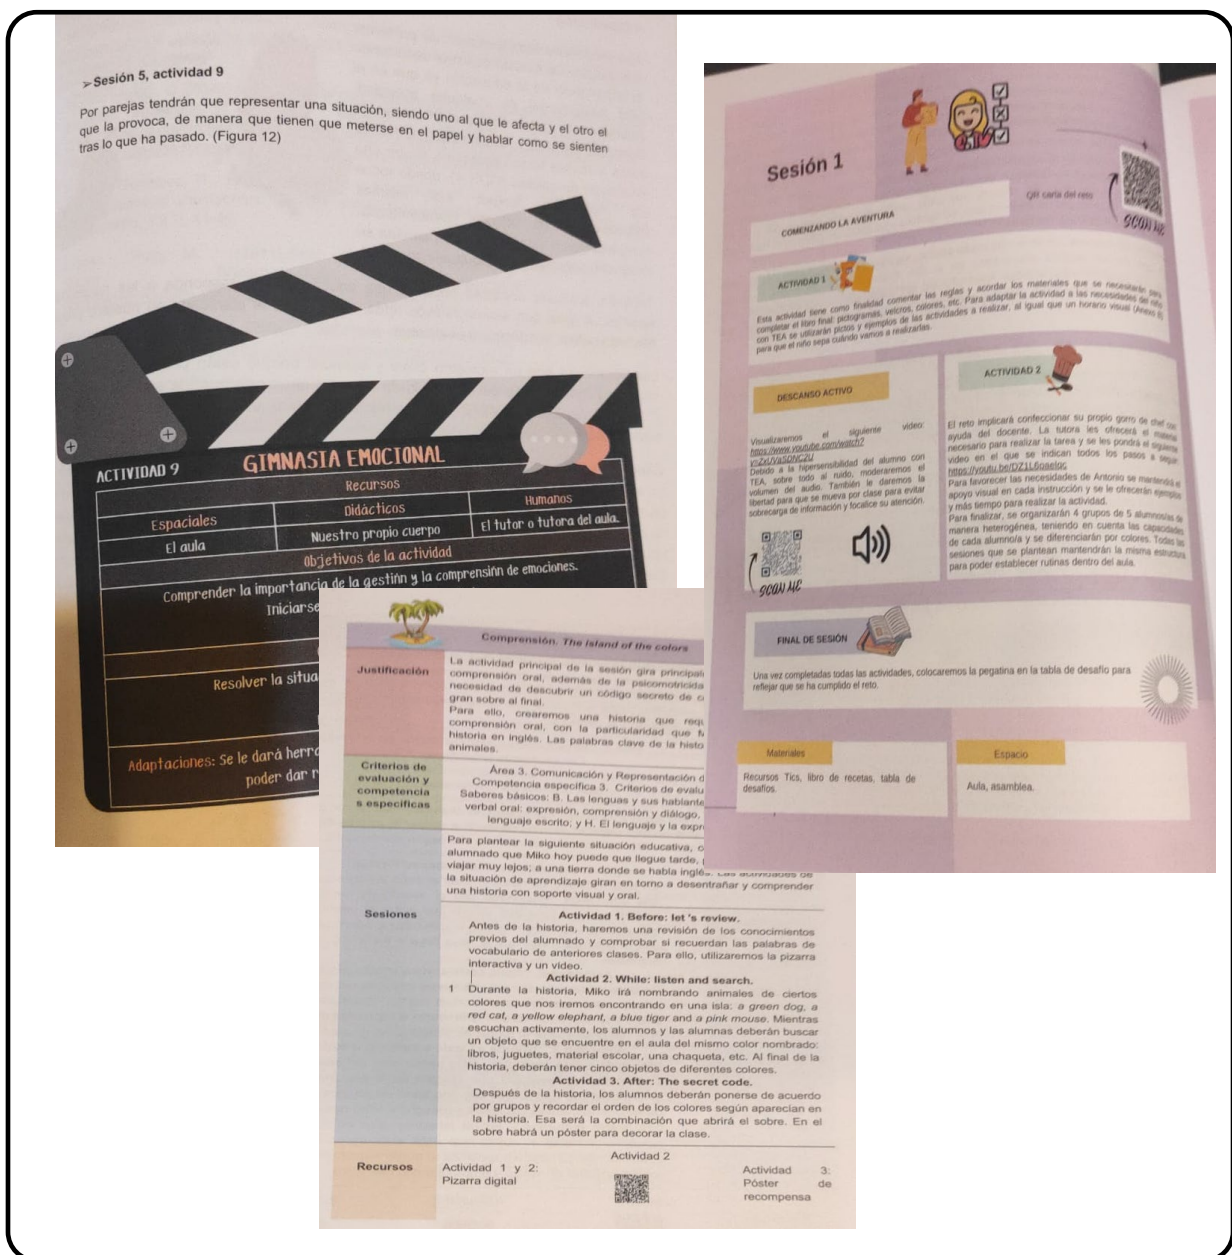 ➢Sesión 5, actividad 9
Por parejas tendrán que representar una situación, siendo uno al que le afecta y el otro el
que la provoca, de manera que tienen que meterse en el papel y hablar como se sienten
tras lo que ha pasado. (Figura 12)
ACTIVIDAD 9
GIMNASIA EMOCIONAL
Recursos
Espaciales
Didácticos
Humanos
El aula
Nuestro propio cuerpo
El tutor o tutora del aula.
Objetivos de la actividad
Comprender la importancia de la gestión y la comprensión de emociones.
Iniciarse
Resolver la situa
Adaptaciones: Se le dará herra
poder dar r
Sesión 1
QR carta del reto
SCAN ME
COMENZANDO LA AVENTURA
ACTIVIDAD 1
Esta actividad tiene como finalidad comentar las reglas y acordar los materiales que se necesitarán para
completar el libro final: pictogramas, velcros, colores, etc. Para adaptar la actividad a las necesidades del niño
con TEA se utilizarán pictos y ejemplos de las actividades a realizar, al igual que un horario visual (Anexo
para que el niño sepa cuándo vamos a realizarlas.
DESCANSO ACTIVO
Visualizaremos el siguiente video:
https://www.youtube.com/watch?
Debido a la hipersensibilidad del alumno con
TEA, sobre todo al ruido, moderaremos el
volumen del audio. También le daremos la
libertad para que se mueva por clase para evitar
sobrecarga de información y focalice su atención.
SCAN ME
ACTIVIDAD 2
El reto implicará confeccionar su propio gorro de chef con
ayuda del docente. La tutora les ofrecerá el material
necesario para realizar la tarea y se les pondrá el siguiente
video en el que se indican todos los pasos a seguir
Para favorecer las necesidades de Antonio se mantendrá el
apoyo visual en cada instrucción y se le ofrecerán ejemplos
y más tiempo para realizar la actividad.
Para finalizar, se organizarán 4 grupos de 5 alumnos/as de
manera heterogénea, teniendo en cuenta las capacidades
de cada alumno/a y se diferenciarán por colores. Todas las
sesiones que se plantean mantendrán la misma estructura
para poder establecer rutinas dentro del aula.
FINAL DE SESIÓN
Una vez completadas todas las actividades, colocaremos la pegatina en la tabla de desafío para
reflejar que se ha cumplido el reto.
Materiales
Recursos Tics, libro de recetas, tabla de
desafíos.
Espacio
Aula, asamblea.
Comprensión. The island of the colors
Justificación
La actividad principal de la sesión gira principal
comprensión oral, además de la psicomotricida
necesidad de descubrir un código secreto de c
gran sobre al final.
Para ello, crearemos una historia que requ
comprensión oral, con la particularidad que
historia en inglés. Las palabras clave de la histo
animales.
Criterios de
evaluación y
competencia
s específicas
Área 3. Comunicación y Representación d
Competencia específica 3. Criterios de evalu
Saberes básicos: B. Las lenguas y sus hablante
verbal oral: expresión, comprensión y diálogo.
lenguaje escrito; y H. El lenguaje y la expr
Sesiones
Para plantear la siguiente situación educativa, c
alumnado que Miko hoy puede que llegue tarde,
viajar muy lejos; a una tierra donde se habla inglés. Las actividades de
la situación de aprendizaje giran en torno a desentrañar y comprender
una historia con soporte visual y oral.
Actividad 1. Before: let 's review.
Antes de la historia, haremos una revisión de los conocimientos
previos del alumnado y comprobar si recuerdan las palabras de
vocabulario de anteriores clases. Para ello, utilizaremos la pizarra
interactiva y un video.
Actividad 2. While: listen and search.
1 Durante la historia, Miko irá nombrando animales de ciertos
colores que nos iremos encontrando en una isla: a green dog, a
red cat, a yellow elephant, a blue tiger and a pink mouse. Mientras
escuchan activamente, los alumnos y las alumnas deberán buscar
un objeto que se encuentre en el aula del mismo color nombrado:
libros, juguetes, material escolar, una chaqueta, etc. Al final de la
historia, deberán tener cinco objetos de diferentes colores.
Actividad 3. After: The secret code.
Después de la historia, los alumnos deberán ponerse de acuerdo
por grupos y recordar el orden de los colores según aparecían en
la historia. Esa será la combinación que abrirá el sobre. En el
sobre habrá un póster para decorar la clase.
Recursos
Actividad 1 y 2:
Pizarra digital
Actividad 2
Actividad 3:
Póster de
recompensa